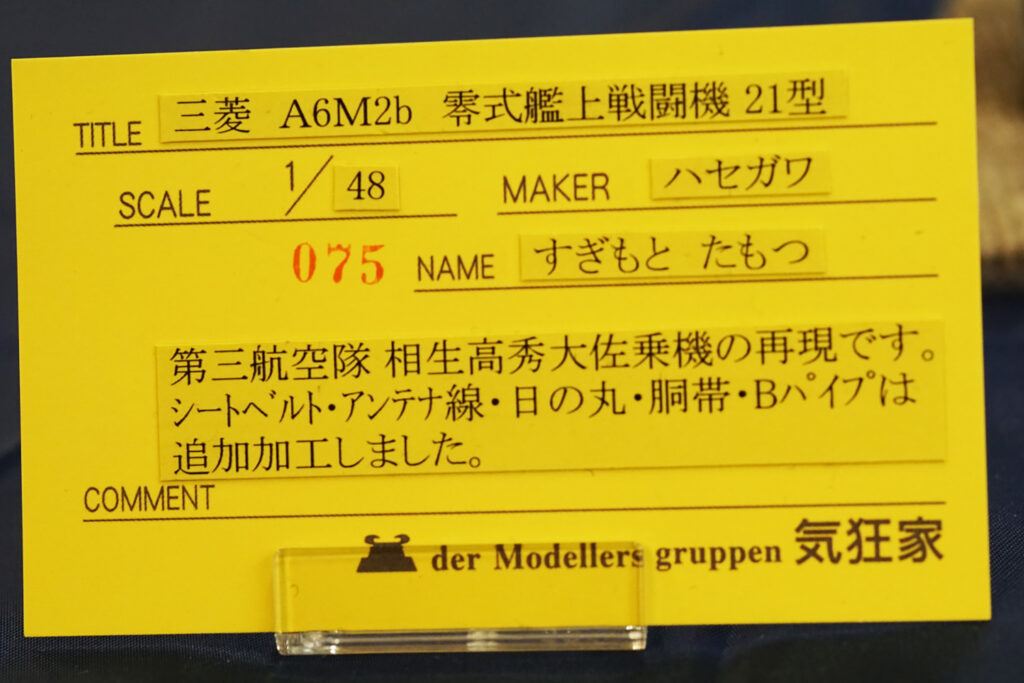 TITLE 三菱 A6M2b 零式艦上戦闘機 21型
SCALE 1/48 MAKER ハセガワ
075 NAME すぎもと たもつ
第三航空隊 相生高秀大佐乗機の再現です。
シートベルト・アンテナ線・日の丸・胴帯・Bパイプは
追加加工しました。
COMMENT
der Modellers gruppen 気狂家